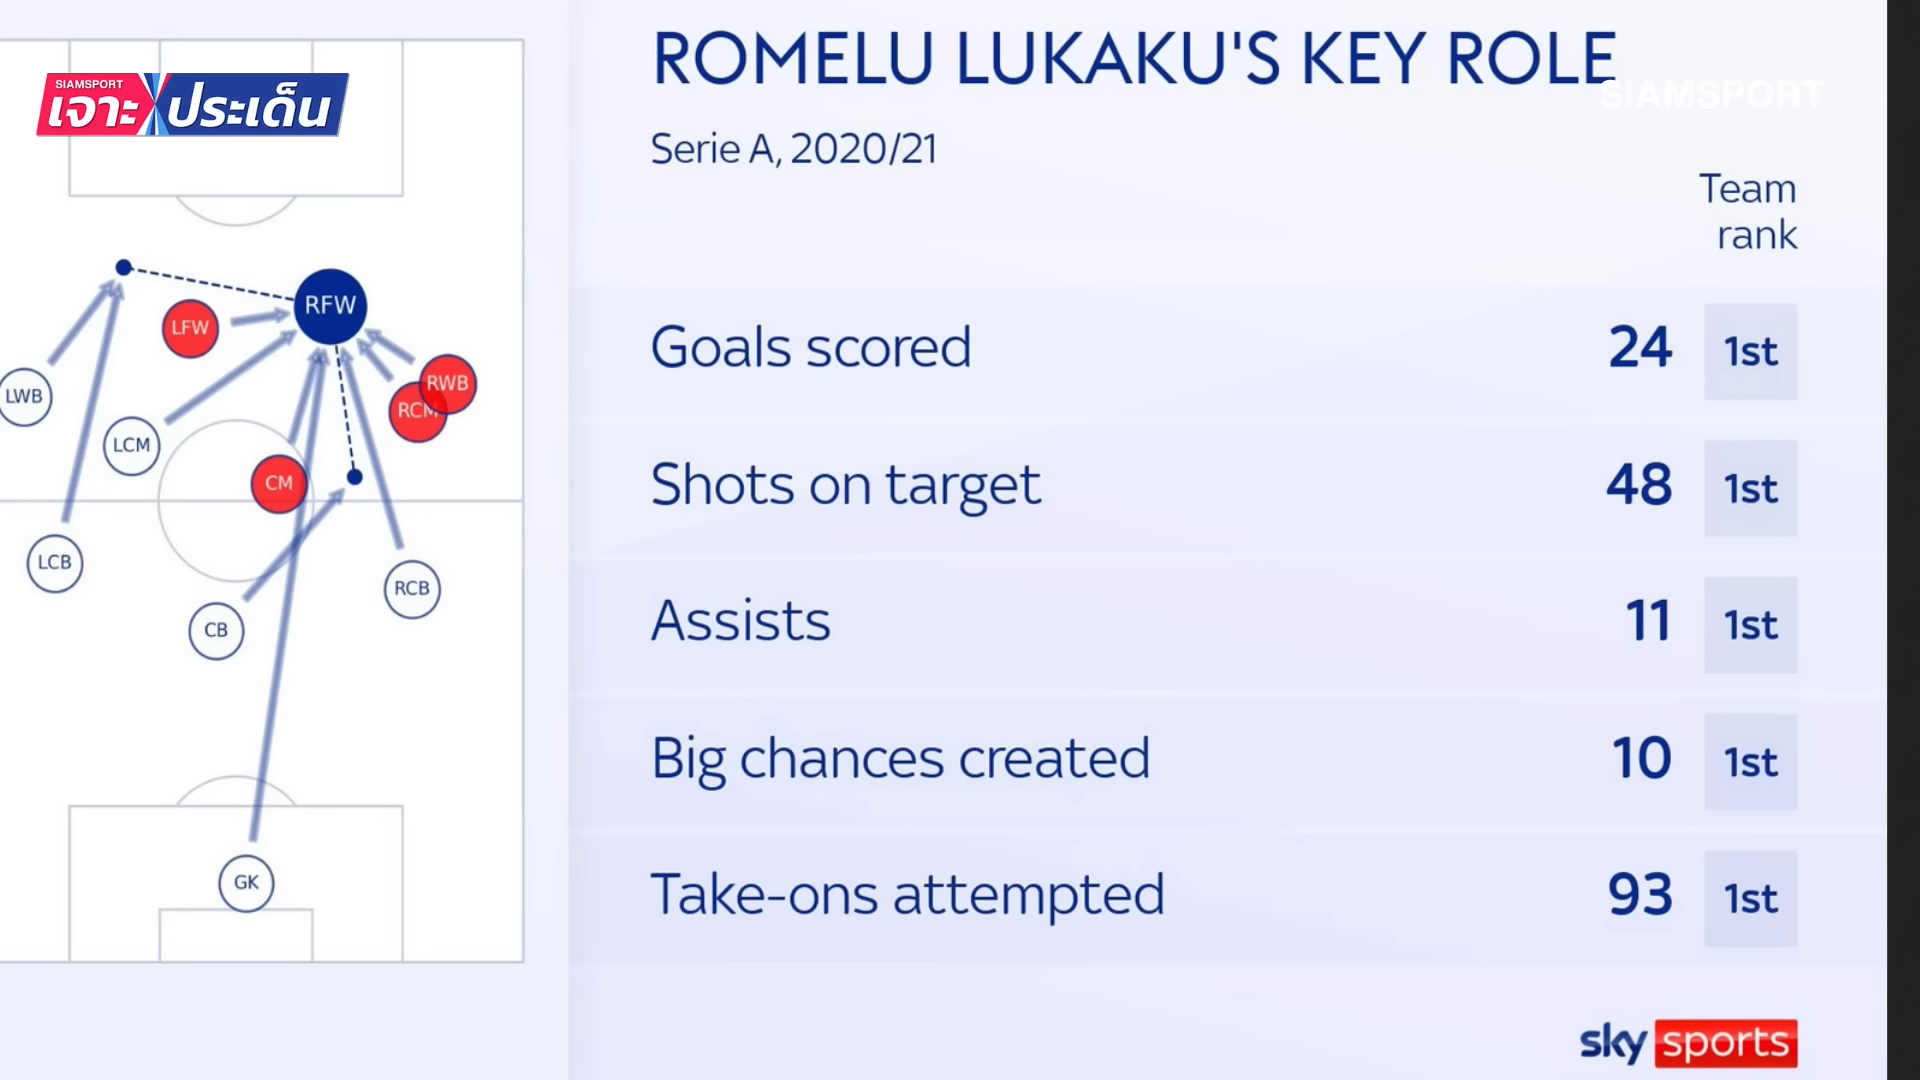 SIAMSPORT
เจาะประเด็น
ROMELU LUKAKU'S KEY ROLE
SIAMSPORT
Serie A, 2020/21
Team
rank
Goals scored 24 1st
Shots on target 48 1st
Assists 11 1st
Big chances created 10 1st
Take-ons attempted 93 1st
RFW
LFW
RWB
LWB
RCM
LCM
CM
LCB
RCB
CB
GK
sky sports